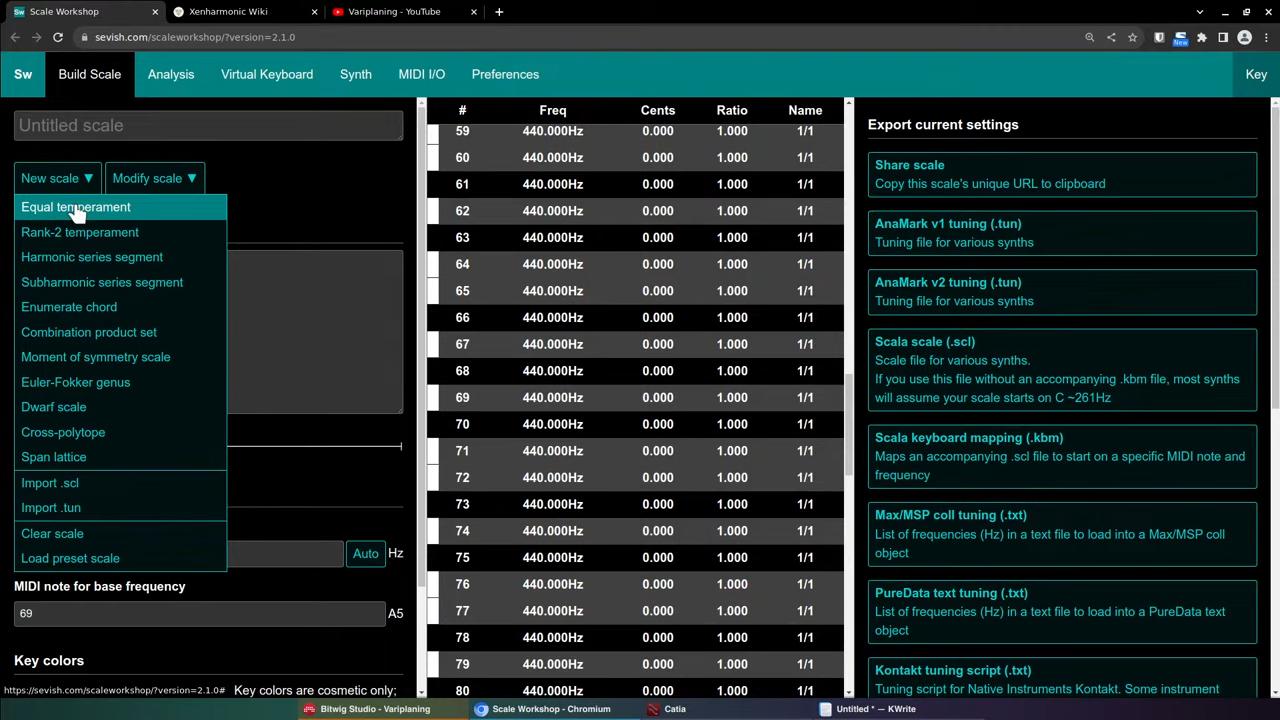 Scale Workshop
Xenharmonic Wiki
Variplaning - YouTube
sevish.com/scaleworkshop/?version=2.1.0
New
Sw
Build Scale
Analysis
Virtual Keyboard
Synth
MIDI I/O
Preferences
Key
Untitled scale
New scale ▼
Modify scale ▼
Equal temperament
Rank-2 temperament
Harmonic series segment
Subharmonic series segment
Enumerate chord
Combination product set
Moment of symmetry scale
Euler-Fokker genus
Dwarf scale
Cross-polytope
Span lattice
Import .scl
Import .tun
Clear scale
Load preset scale
Auto
Hz
MIDI note for base frequency
69
A5
Key colors
https://sevish.com/scaleworkshop/?version=2.1.0#
Key colors are cosmetic only;
# Freq Cents Ratio Name
59 440.000Hz 0.000 1.000 1/1
60 440.000Hz 0.000 1.000 1/1
61 440.000Hz 0.000 1.000 1/1
62 440.000Hz 0.000 1.000 1/1
63 440.000Hz 0.000 1.000 1/1
64 440.000Hz 0.000 1.000 1/1
65 440.000Hz 0.000 1.000 1/1
66 440.000Hz 0.000 1.000 1/1
67 440.000Hz 0.000 1.000 1/1
68 440.000Hz 0.000 1.000 1/1
69 440.000Hz 0.000 1.000 1/1
70 440.000Hz 0.000 1.000 1/1
71 440.000Hz 0.000 1.000 1/1
72 440.000Hz 0.000 1.000 1/1
73 440.000Hz 0.000 1.000 1/1
74 440.000Hz 0.000 1.000 1/1
75 440.000Hz 0.000 1.000 1/1
76 440.000Hz 0.000 1.000 1/1
77 440.000Hz 0.000 1.000 1/1
78 440.000Hz 0.000 1.000 1/1
79 440.000Hz 0.000 1.000 1/1
80 440.000Hz 0.000 1.000 1/1
Export current settings
Share scale
Copy this scale's unique URL to clipboard
AnaMark v1 tuning (.tun)
Tuning file for various synths
AnaMark v2 tuning (.tun)
Tuning file for various synths
Scala scale (.scl)
Scale file for various synths.
If you use this file without an accompanying .kbm file, most synths
will assume your scale starts on C ~261Hz
Scala keyboard mapping (.kbm)
Maps an accompanying .scl file to start on a specific MIDI note and
frequency
Max/MSP coll tuning (.txt)
List of frequencies (Hz) in a text file to load into a Max/MSP coll
object
PureData text tuning (.txt)
List of frequencies (Hz) in a text file to load into a PureData text
object
Kontakt tuning script (.txt)
Tuning script for Native Instruments Kontakt. Some instrument
Bitwig Studio - Variplaning
Scale Workshop - Chromium
Catia
Untitled * — KWrite